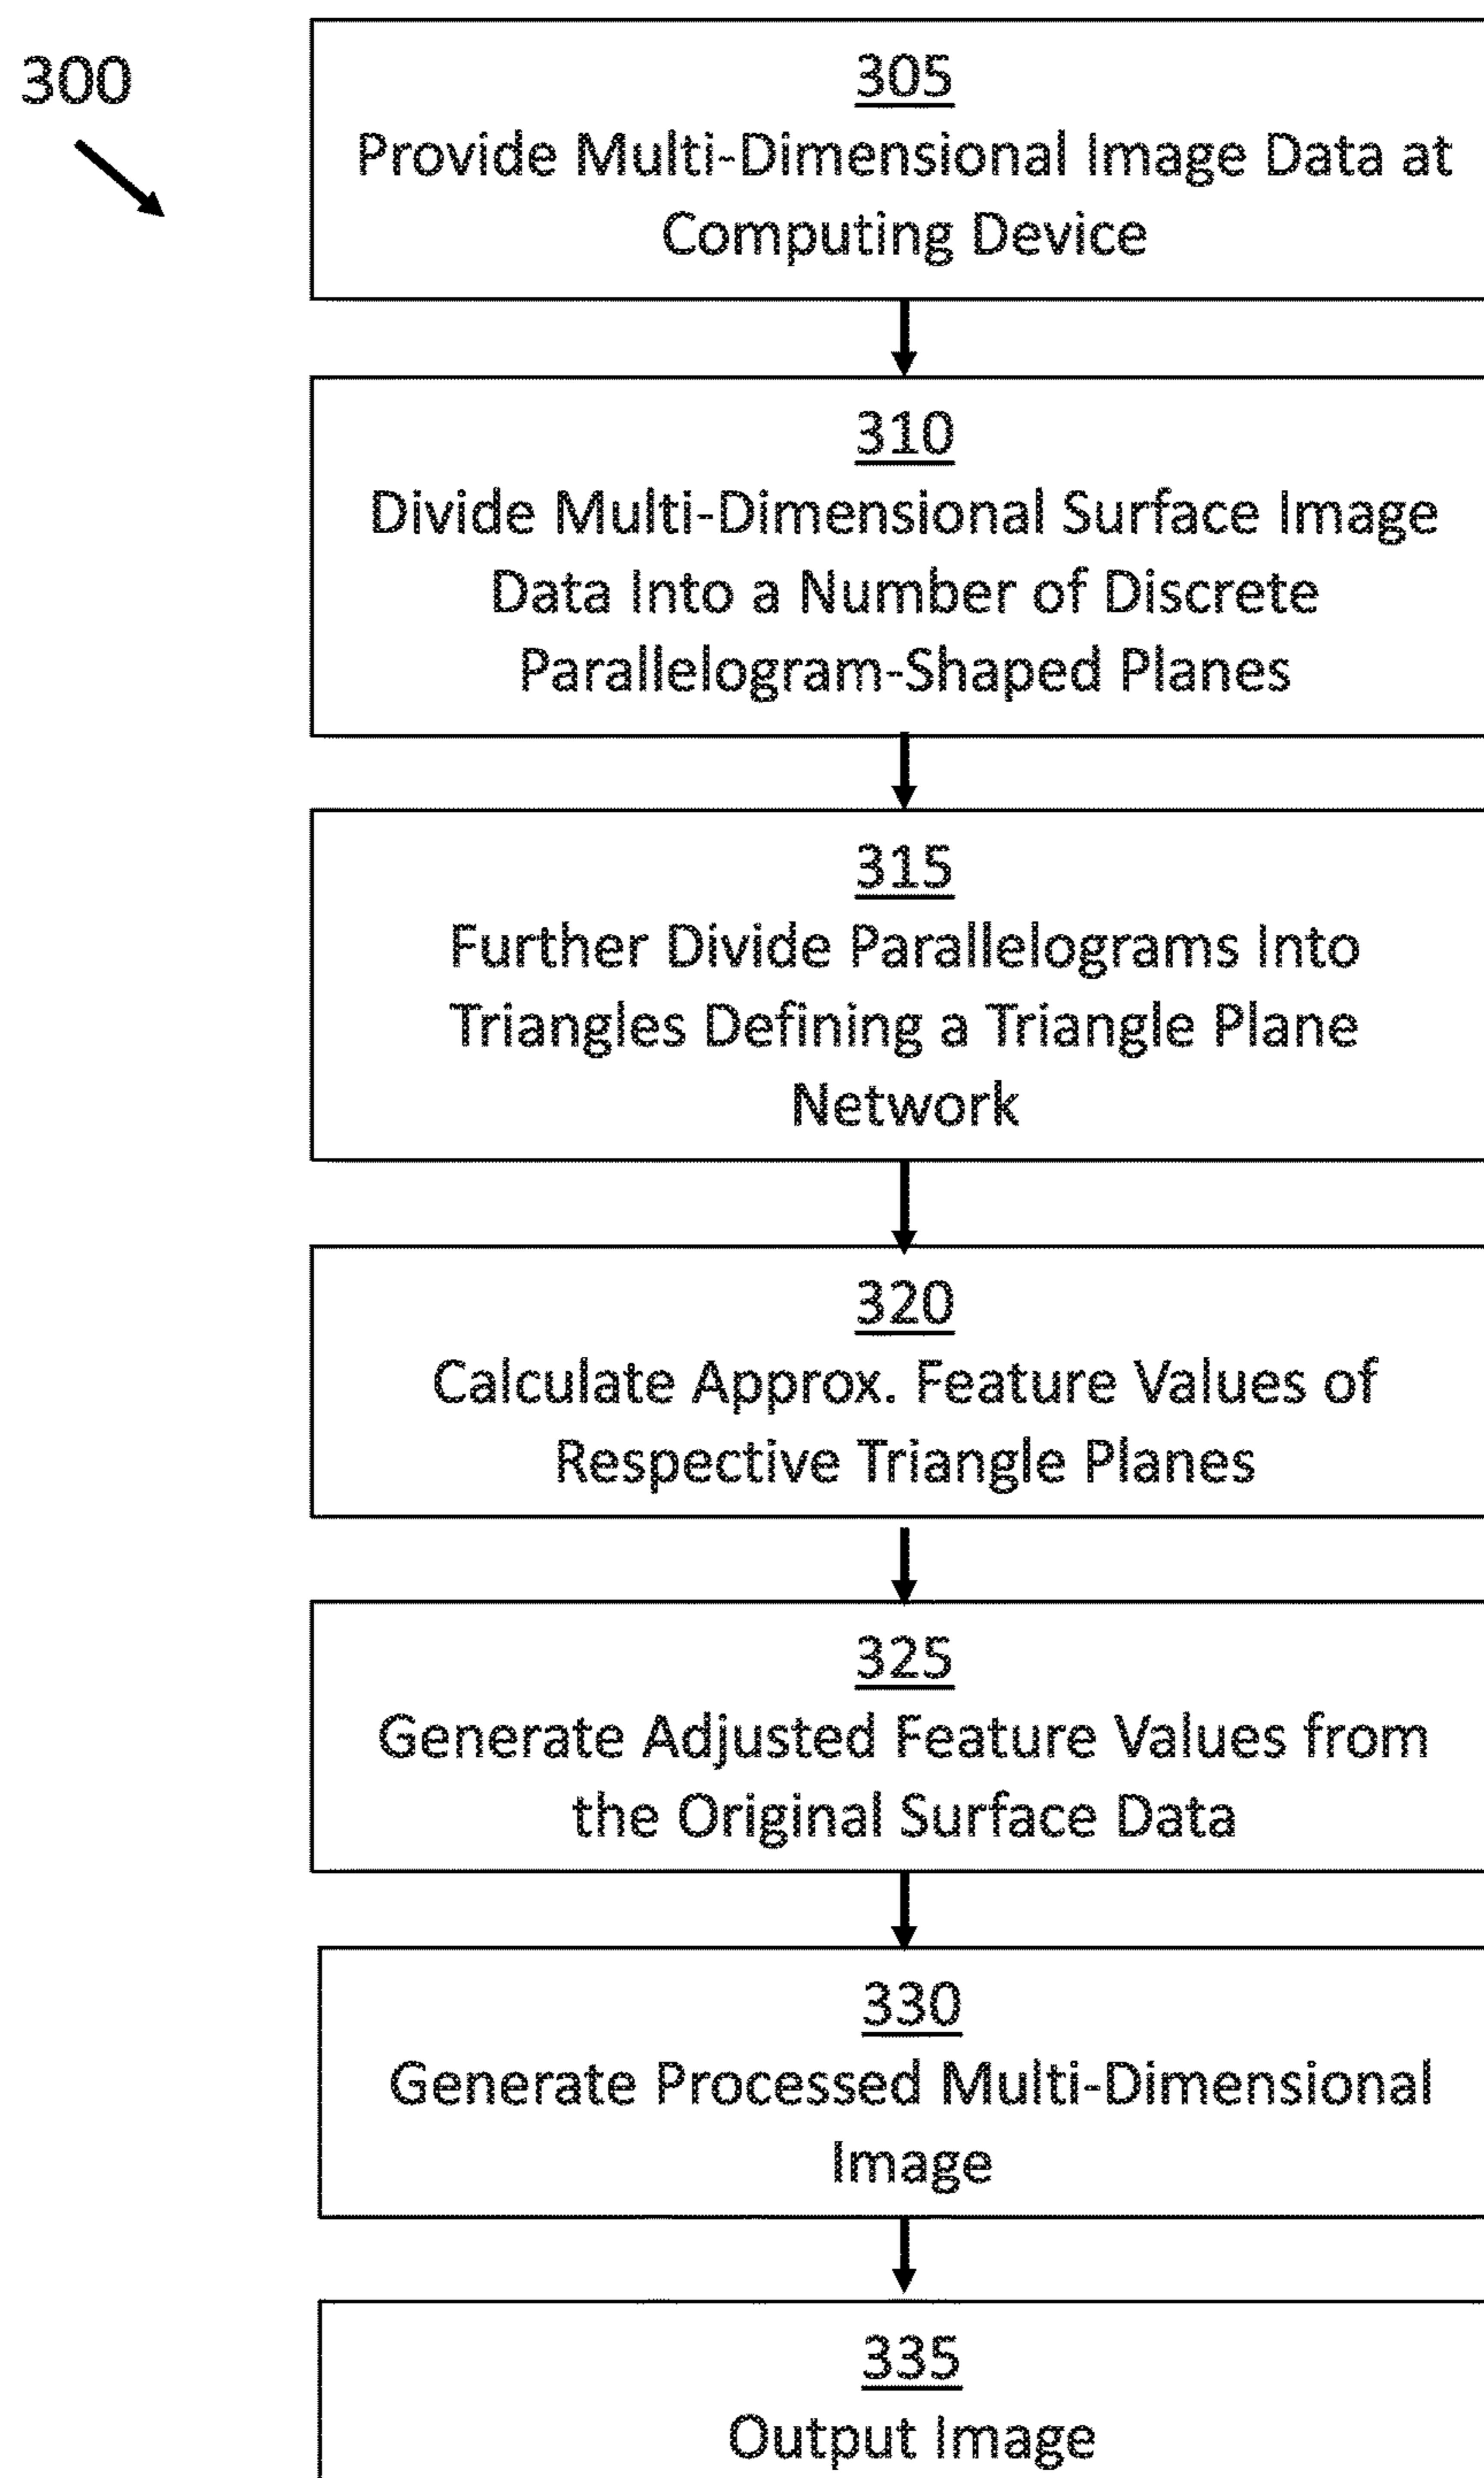 300
305
Provide Multi-Dimensional Image Data at
Computing Device
310
Divide Multi-Dimensional Surface Image
Data Into a Number of Discrete
Parallelogram-Shaped Planes
315
Further Divide Parallelograms Into
Triangles Defining a Triangle Plane
Network
320
Calculate Approx. Feature Values of
Respective Triangle Planes
325
Generate Adjusted Feature Values from
the Original Surface Data
330
Generate Processed Multi-Dimensional
Image
335
Output Image